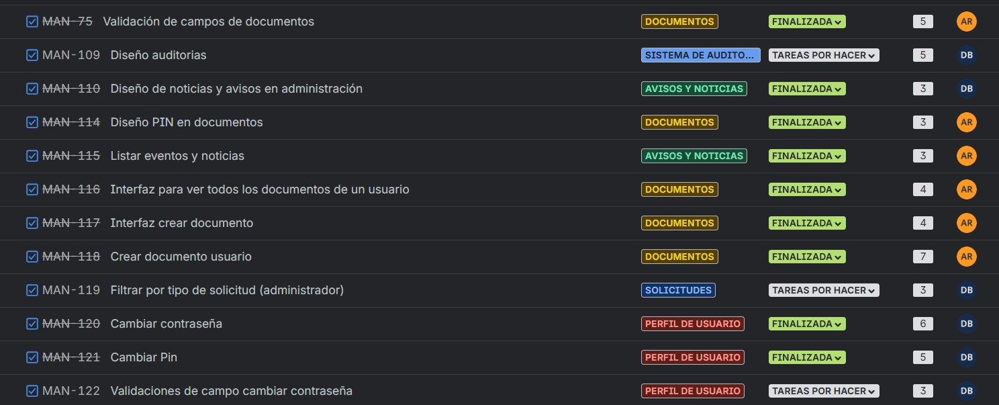 MAN-75 Validación de campos de documentos DOCUMENTOS FINALIZADA 5 AR
MAN-109 Diseño auditorias SISTEMA DE AUDITO... TAREAS POR HACER 5 DB
MAN-110 Diseño de noticias y avisos en administración AVISOS Y NOTICIAS FINALIZADA 3 DB
MAN-114 Diseño PIN en documentos DOCUMENTOS FINALIZADA 3 AR
MAN-115 Listar eventos y noticias AVISOS Y NOTICIAS FINALIZADA 3 AR
MAN-116 Interfaz para ver todos los documentos de un usuario DOCUMENTOS FINALIZADA 4 AR
MAN-117 Interfaz crear documento DOCUMENTOS FINALIZADA 4 AR
MAN-118 Crear documento usuario DOCUMENTOS FINALIZADA 7 AR
MAN-119 Filtrar por tipo de solicitud (administrador) SOLICITUDES TAREAS POR HACER 3 DB
MAN-120 Cambiar contraseña PERFIL DE USUARIO FINALIZADA 6 DB
MAN-121 Cambiar Pin PERFIL DE USUARIO FINALIZADA 5 DB
MAN-122 Validaciones de campo cambiar contraseña PERFIL DE USUARIO TAREAS POR HACER 3 DB